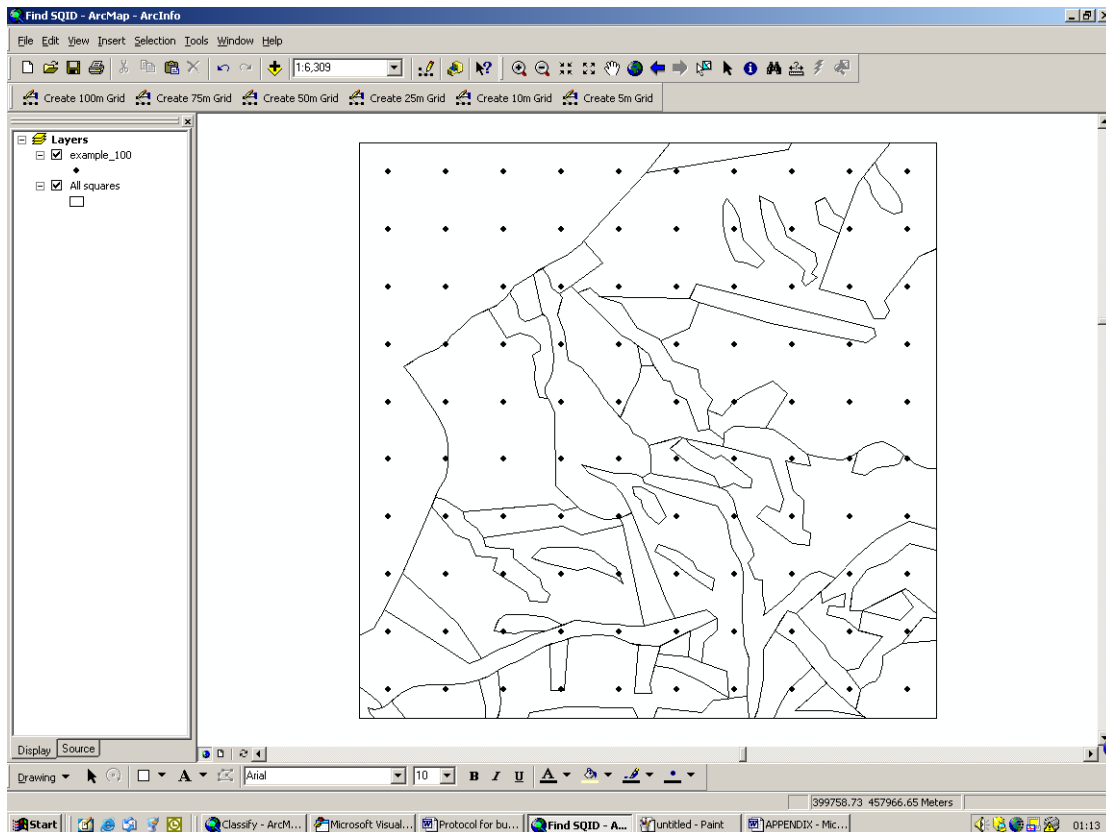 Find SQID - ArcMap - ArcInfo
File Edit View Insert Selection Tools Window Help
1:6,309
Create 100m Grid Create 75m Grid Create 50m Grid Create 25m Grid Create 10m Grid Create 5m Grid
Layers
example_100
All squares
Display Source
Drawing A Arial 10 B I U A
399758.73 457966.65 Meters
Start Classify - ArcM... Microsoft Visual... Protocol for bu... Find SQID - A... untitled - Paint APPENDIX - Mic... 01:13